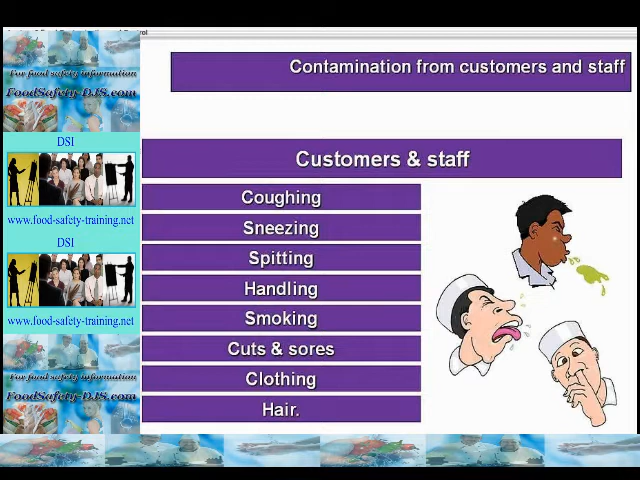 Contamination from customers and staff
For food safety information
FoodSafety-DJS.com
DSI
www.food-safety-training.net
DSI
www.food-safety-training.net
For food safety information
FoodSafety-DJS.com
Customers & staff
Coughing
Sneezing
Spitting
Handling
Smoking
Cuts & sores
Clothing
Hair.